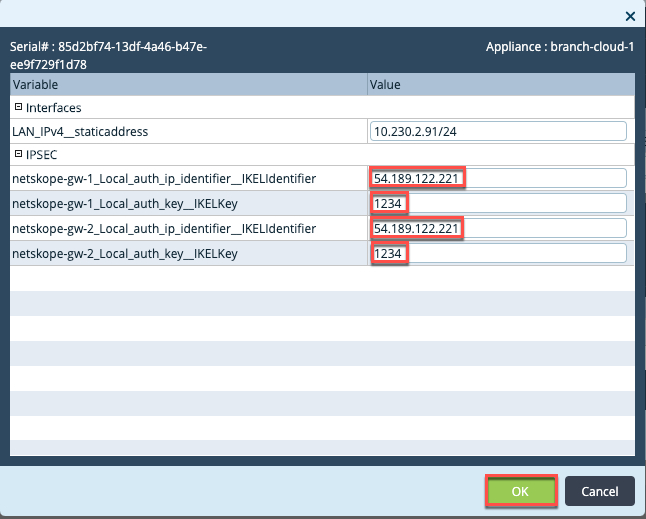 Serial# : 85d2bf74-13df-4a46-b47e-
ee9f729f1d78
Appliance : branch-cloud-1
Variable Value
Interfaces
LAN_IPv4__staticaddress 10.230.2.91/24
IPSEC
netskope-gw-1_Local_auth_ip_identifier__IKELIdentifier 54.189.122.221
netskope-gw-1_Local_auth_key__IKELKey 1234
netskope-gw-2_Local_auth_ip_identifier__IKELIdentifier 54.189.122.221
netskope-gw-2_Local_auth_key__IKELKey 1234
OK Cancel